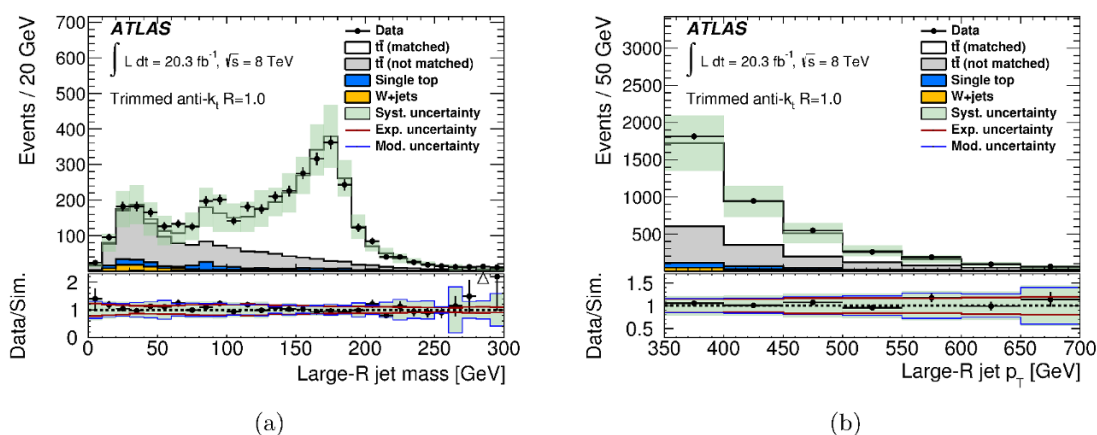 Events / 20 GeV
700
600
500
400
300
200
100
ATLAS
∫ L dt = 20.3 fb⁻¹, √s = 8 TeV
Trimmed anti-kₜ R=1.0
Data
tt̄ (matched)
tt̄ (not matched)
Single top
W+jets
Syst. uncertainty
Exp. uncertainty
Mod. uncertainty
Data/Sim.
2
1
0
0 50 100 150 200 250 300
Large-R jet mass [GeV]
(a)
Events / 50 GeV
3500
3000
2500
2000
1500
1000
500
ATLAS
∫ L dt = 20.3 fb⁻¹, √s = 8 TeV
Trimmed anti-kₜ R=1.0
Data
tt̄ (matched)
tt̄ (not matched)
Single top
W+jets
Syst. uncertainty
Exp. uncertainty
Mod. uncertainty
Data/Sim.
1.5
1
0.5
350 400 450 500 550 600 650 700
Large-R jet p_T [GeV]
(b)